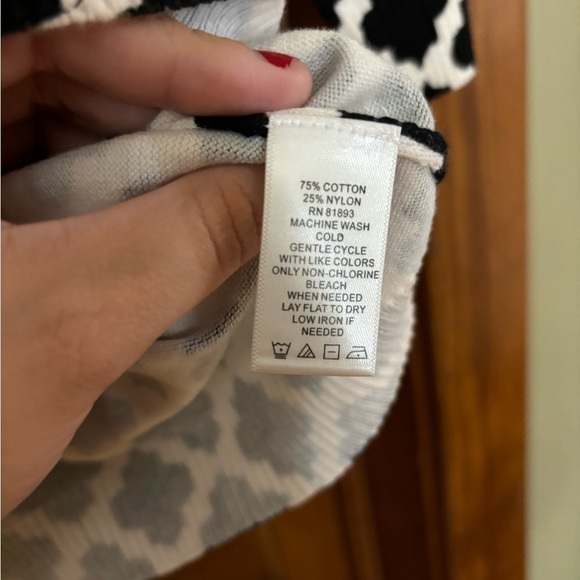 75% COTTON
25% NYLON
RN 81893
MACHINE WASH
COLD
GENTLE CYCLE
WITH LIKE COLORS
ONLY NON-CHLORINE
BLEACH
WHEN NEEDED
LAY FLAT TO DRY
LOW IRON IF
NEEDED